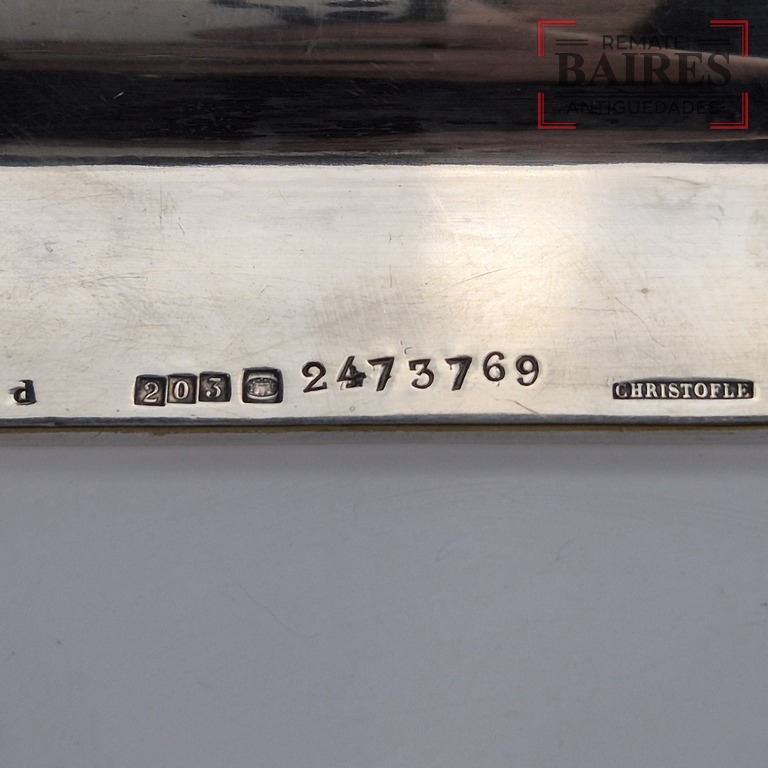 REMATE
BAIRES
ANTIGUEDADES
d 203 2473769 CHRISTOFLE